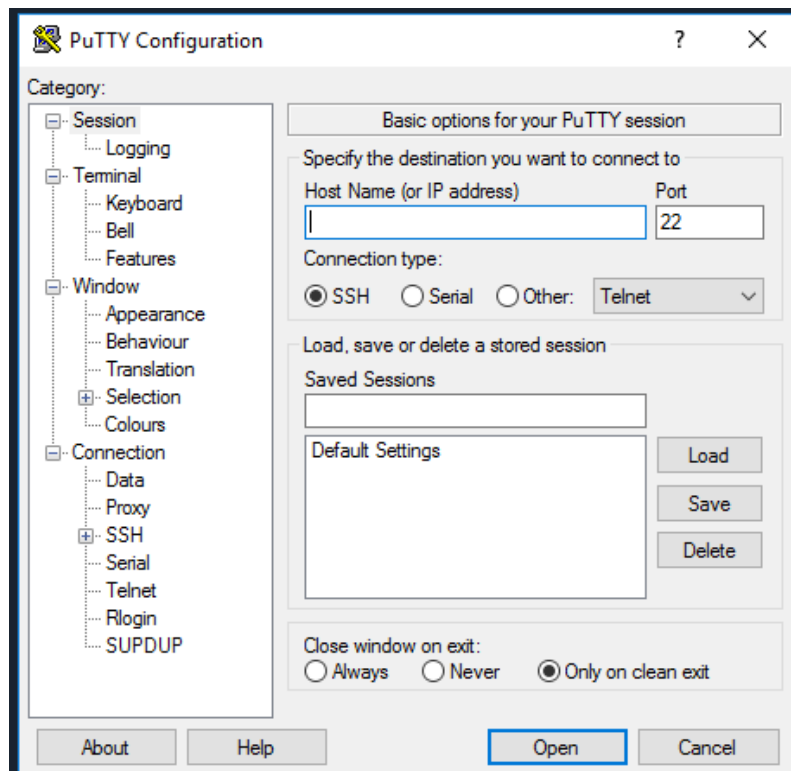 PuTTY Configuration
?
Category:
Session
Logging
Terminal
Keyboard
Bell
Features
Window
Appearance
Behaviour
Translation
Selection
Colours
Connection
Data
Proxy
SSH
Serial
Telnet
Rlogin
SUPDUP
Basic options for your PuTTY session
Specify the destination you want to connect to
Host Name (or IP address) Port
22
Connection type:
SSH Serial Other: Telnet
Load, save or delete a stored session
Saved Sessions
Default Settings
Load
Save
Delete
Close window on exit:
Always Never Only on clean exit
About Help Open Cancel